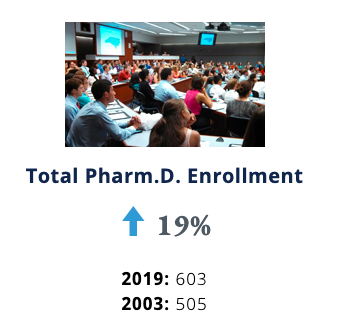 Total Pharm.D. Enrollment
19%
2019: 603
2003: 505